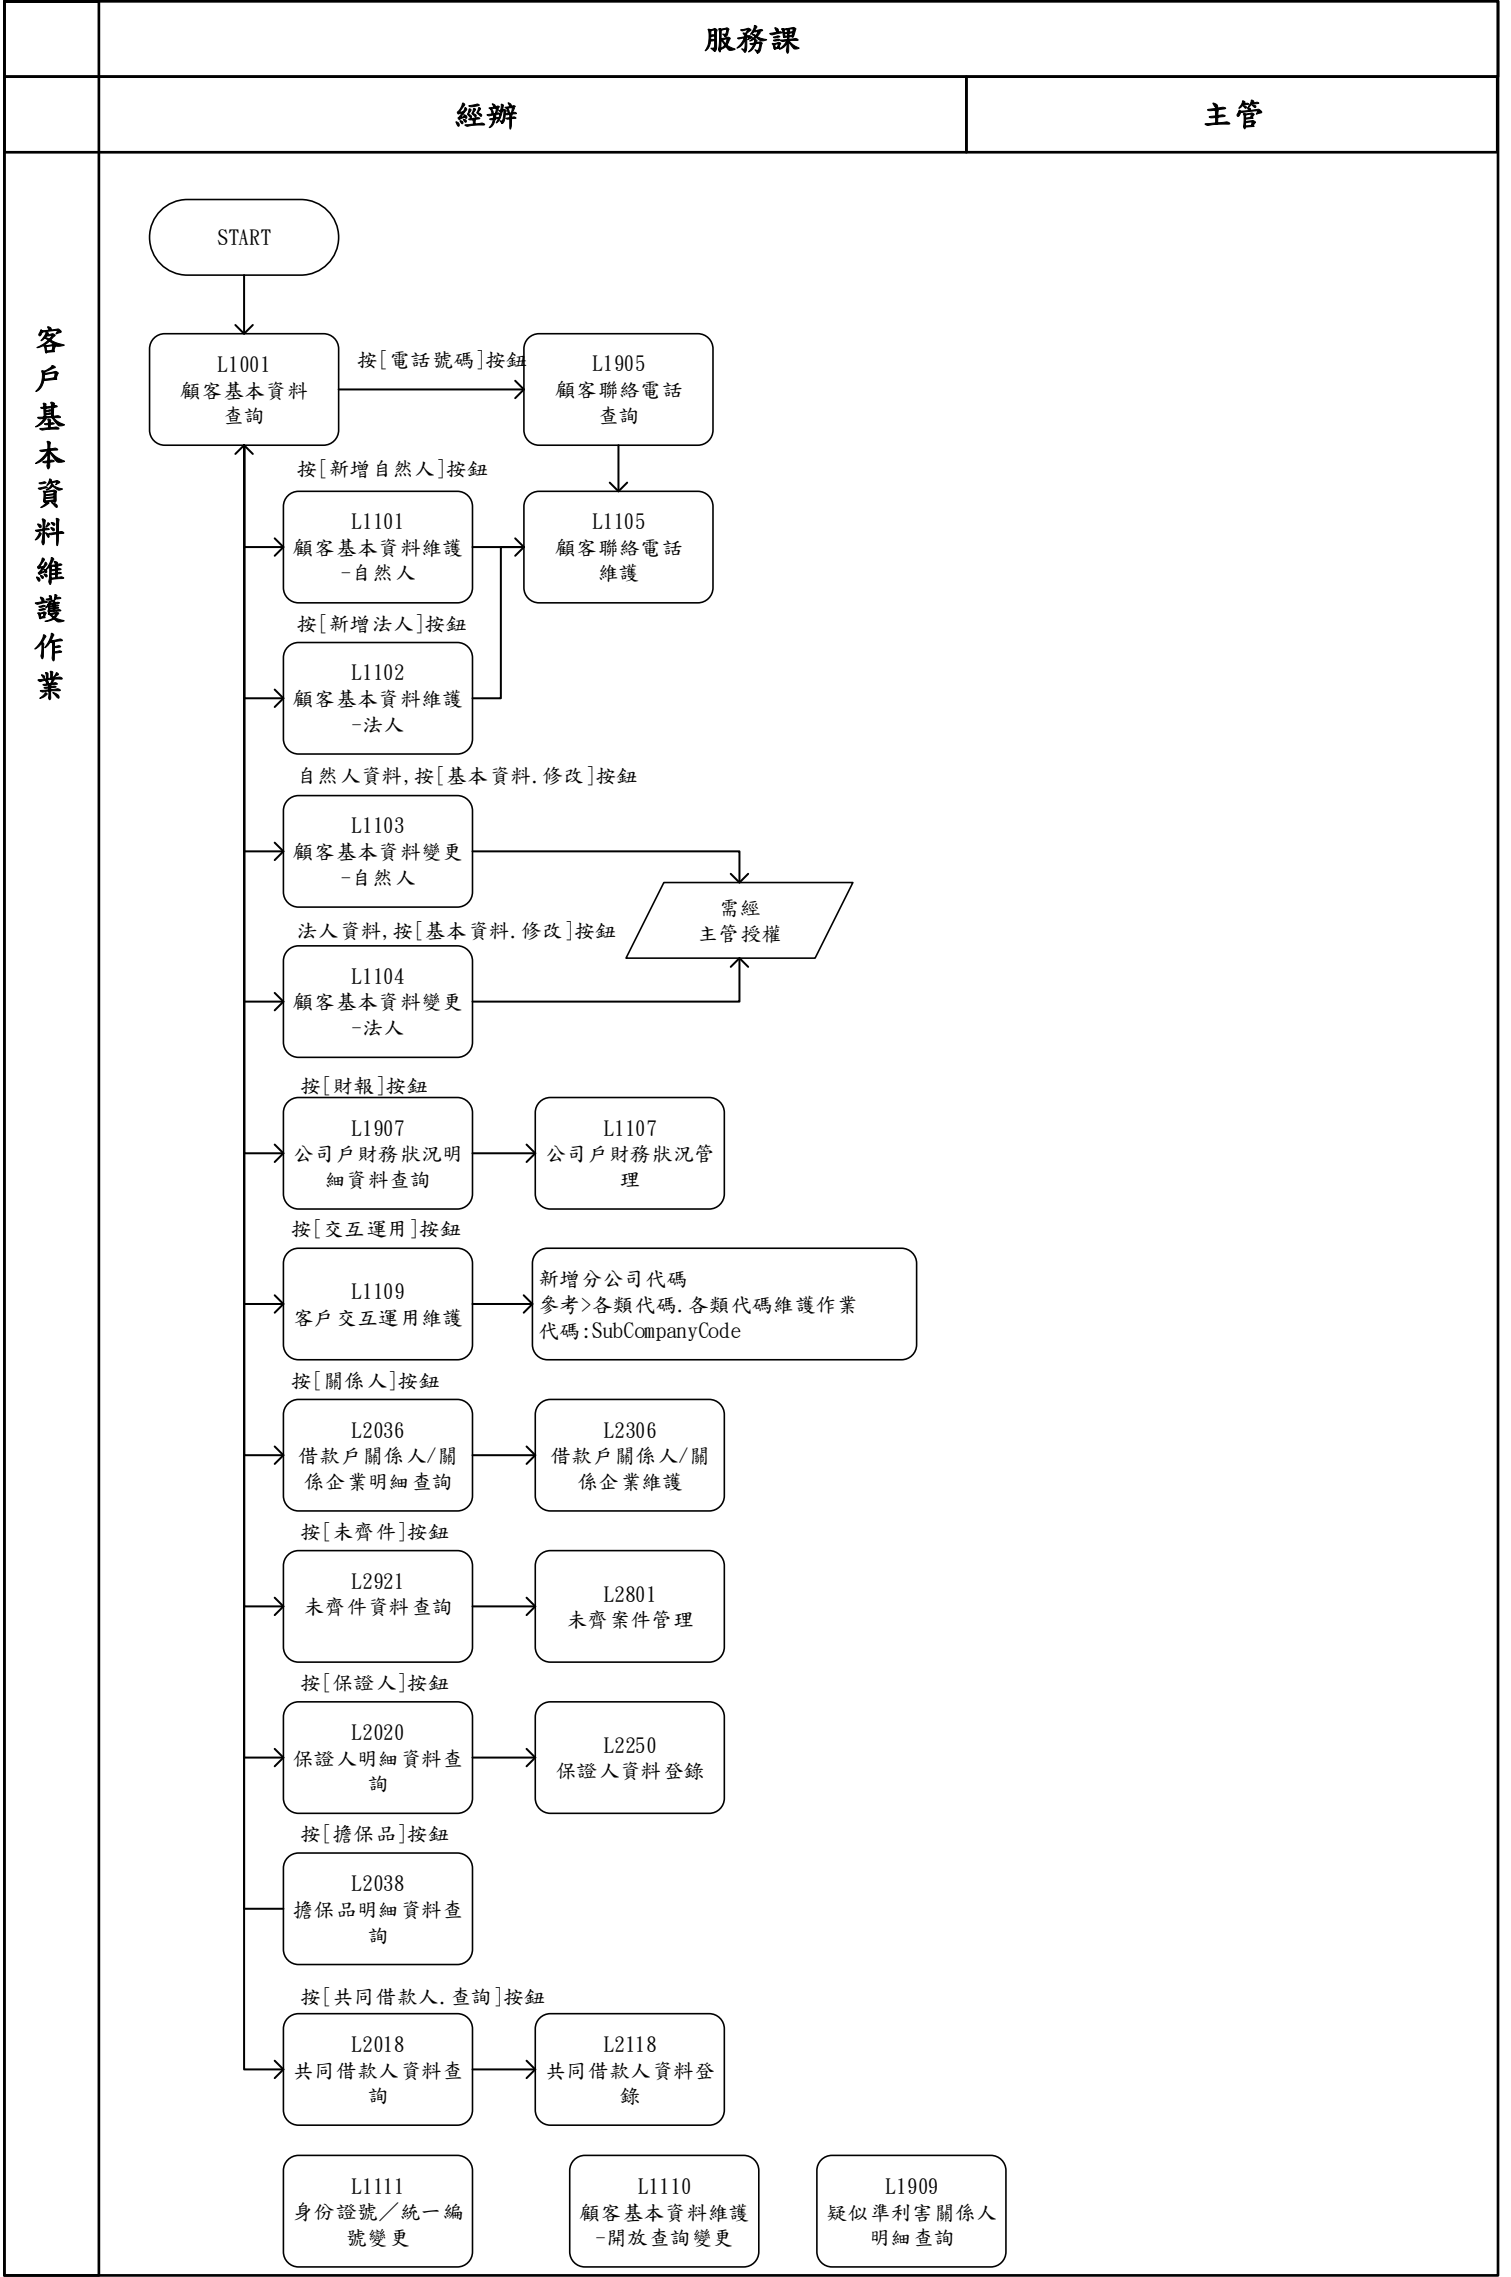 服務課
經辦
主管
客戶基本資料維護作業
START
L1001
顧客基本資料
查詢
按[電話號碼]按鈕
L1905
顧客聯絡電話
查詢
按[新增自然人]按鈕
L1101
顧客基本資料維護
-自然人
L1105
顧客聯絡電話
維護
按[新增法人]按鈕
L1102
顧客基本資料維護
-法人
自然人資料,按[基本資料.修改]按鈕
L1103
顧客基本資料變更
-自然人
需經
主管授權
法人資料,按[基本資料.修改]按鈕
L1104
顧客基本資料變更
-法人
按[財報]按鈕
L1907
公司戶財務狀況明
細資料查詢
L1107
公司戶財務狀況管
理
按[交互運用]按鈕
L1109
客戶交互運用維護
新增分公司代碼
參考>各類代碼.各類代碼維護作業
代碼:SubCompanyCode
按[關係人]按鈕
L2036
借款戶關係人/關
係企業明細查詢
L2306
借款戶關係人/關
係企業維護
按[未齊件]按鈕
L2921
未齊件資料查詢
L2801
未齊案件管理
按[保證人]按鈕
L2020
保證人明細資料查
詢
L2250
保證人資料登錄
按[擔保品]按鈕
L2038
擔保品明細資料查
詢
按[共同借款人.查詢]按鈕
L2018
共同借款人資料查
詢
L2118
共同借款人資料登
錄
L1111
身份證號／統一編
號變更
L1110
顧客基本資料維護
-開放查詢變更
L1909
疑似準利害關係人
明細查詢